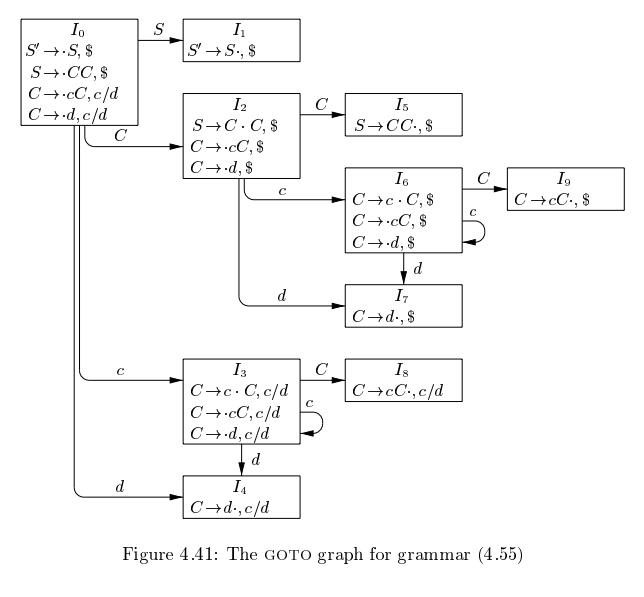 I₀
S′ → ·S, $
S → ·CC, $
C → ·cC, c/d
C → ·d, c/d
S
I₁
S′ → S·, $
C
I₂
S → C · C, $
C → ·cC, $
C → ·d, $
C
I₅
S → CC·, $
c
I₆
C → c · C, $
C → ·cC, $
C → ·d, $
C
I₉
C → cC·, $
c
d
d
I₇
C → d·, $
c
I₃
C → c · C, c/d
C → ·cC, c/d
C → ·d, c/d
C
I₈
C → cC·, c/d
c
d
d
I₄
C → d·, c/d
Figure 4.41: The GOTO graph for grammar (4.55)